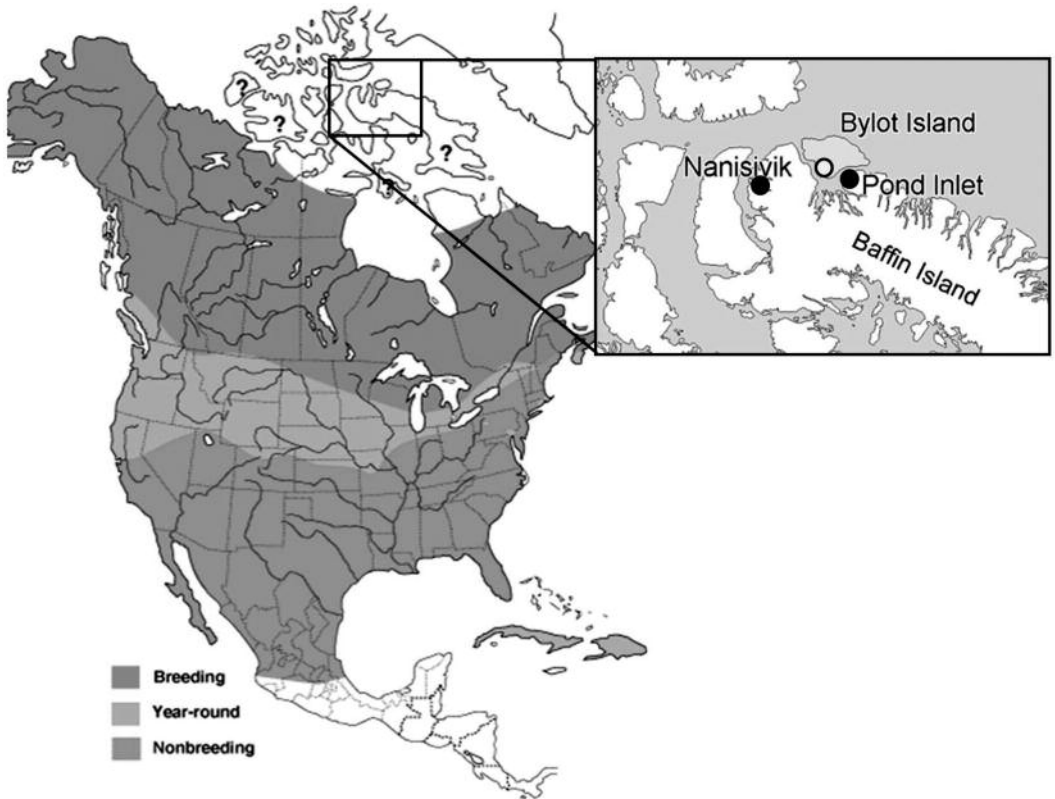 ?
?
?
?
Bylot Island
Nanisivik
Pond Inlet
Baffin Island
Breeding
Year-round
Nonbreeding